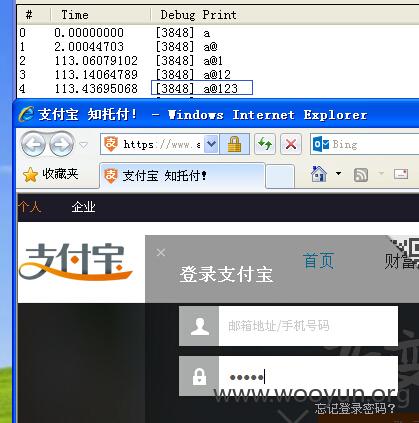 # Time Debug Print
0 0.00000000 [3848] a
1 2.00044703 [3848] a@
2 113.06079102 [3848] a@1
3 113.14064789 [3848] a@12
4 113.43695068 [3848] a@123
支付宝 知托付！ - Windows Internet Explorer
https://www.a
Bing
收藏夹
支付宝 知托付！
个人 企业
支付宝
首页
财富
×
登录支付宝
邮箱地址/手机号码
•••••
www.wooyun.org
忘记登录密码?